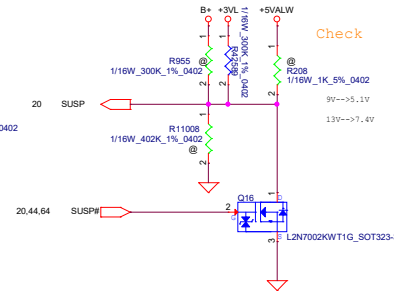 B+ +3VL +5VALW
Check
1/16W_300K_1%_0402
R955 @
1/16W_300K_1%_0402
@
R208
1/16W_1K_5%_0402
20 SUSP
9V-->5.1V
13V-->7.4V
0402
R11008
1/16W_402K_1%_0402
@
1
2
1
2
1
2
1
2
20,44,64 SUSP#
Q16
2
1
3
L2N7002KWT1G_SOT323-